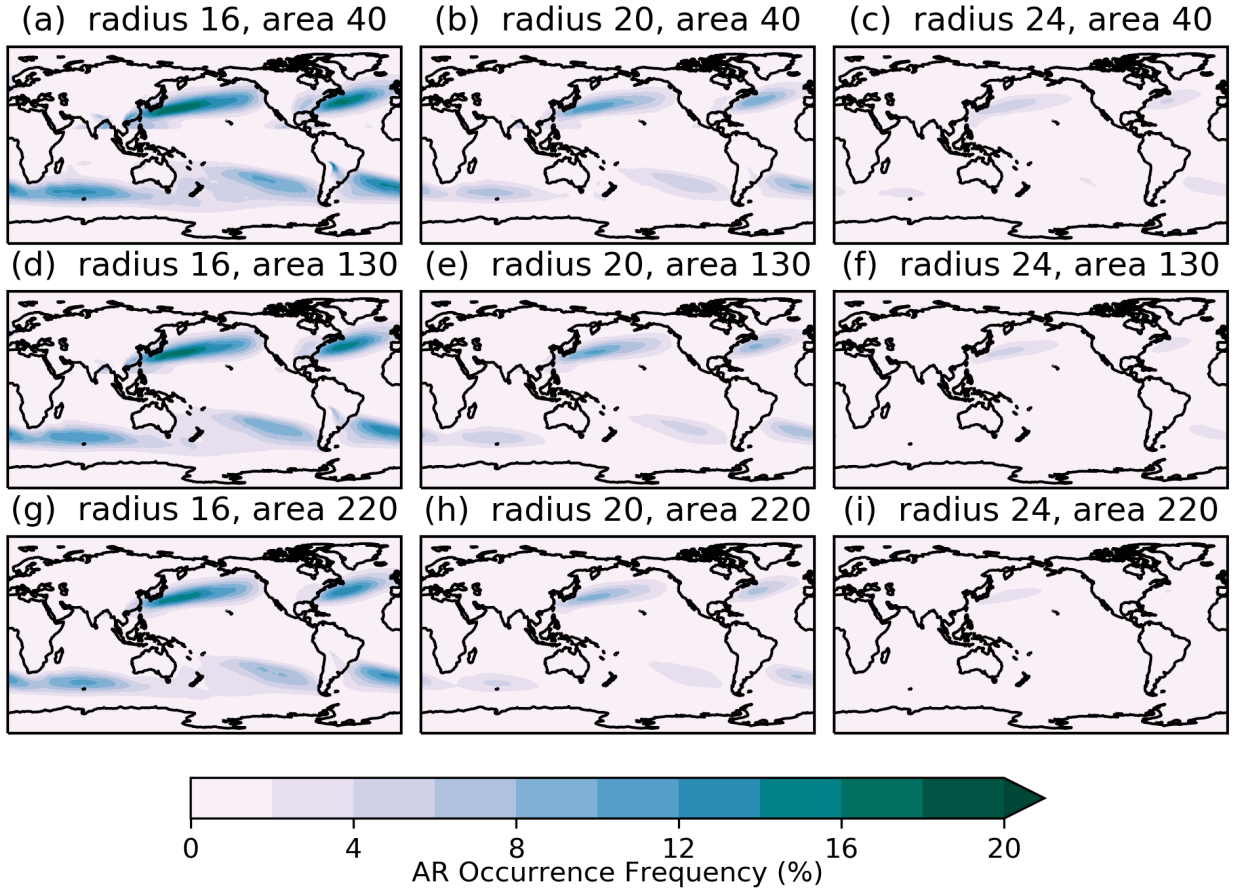 (a) radius 16, area 40
(b) radius 20, area 40
(c) radius 24, area 40
(d) radius 16, area 130
(e) radius 20, area 130
(f) radius 24, area 130
(g) radius 16, area 220
(h) radius 20, area 220
(i) radius 24, area 220
0 4 8 12 16 20
AR Occurrence Frequency (%)